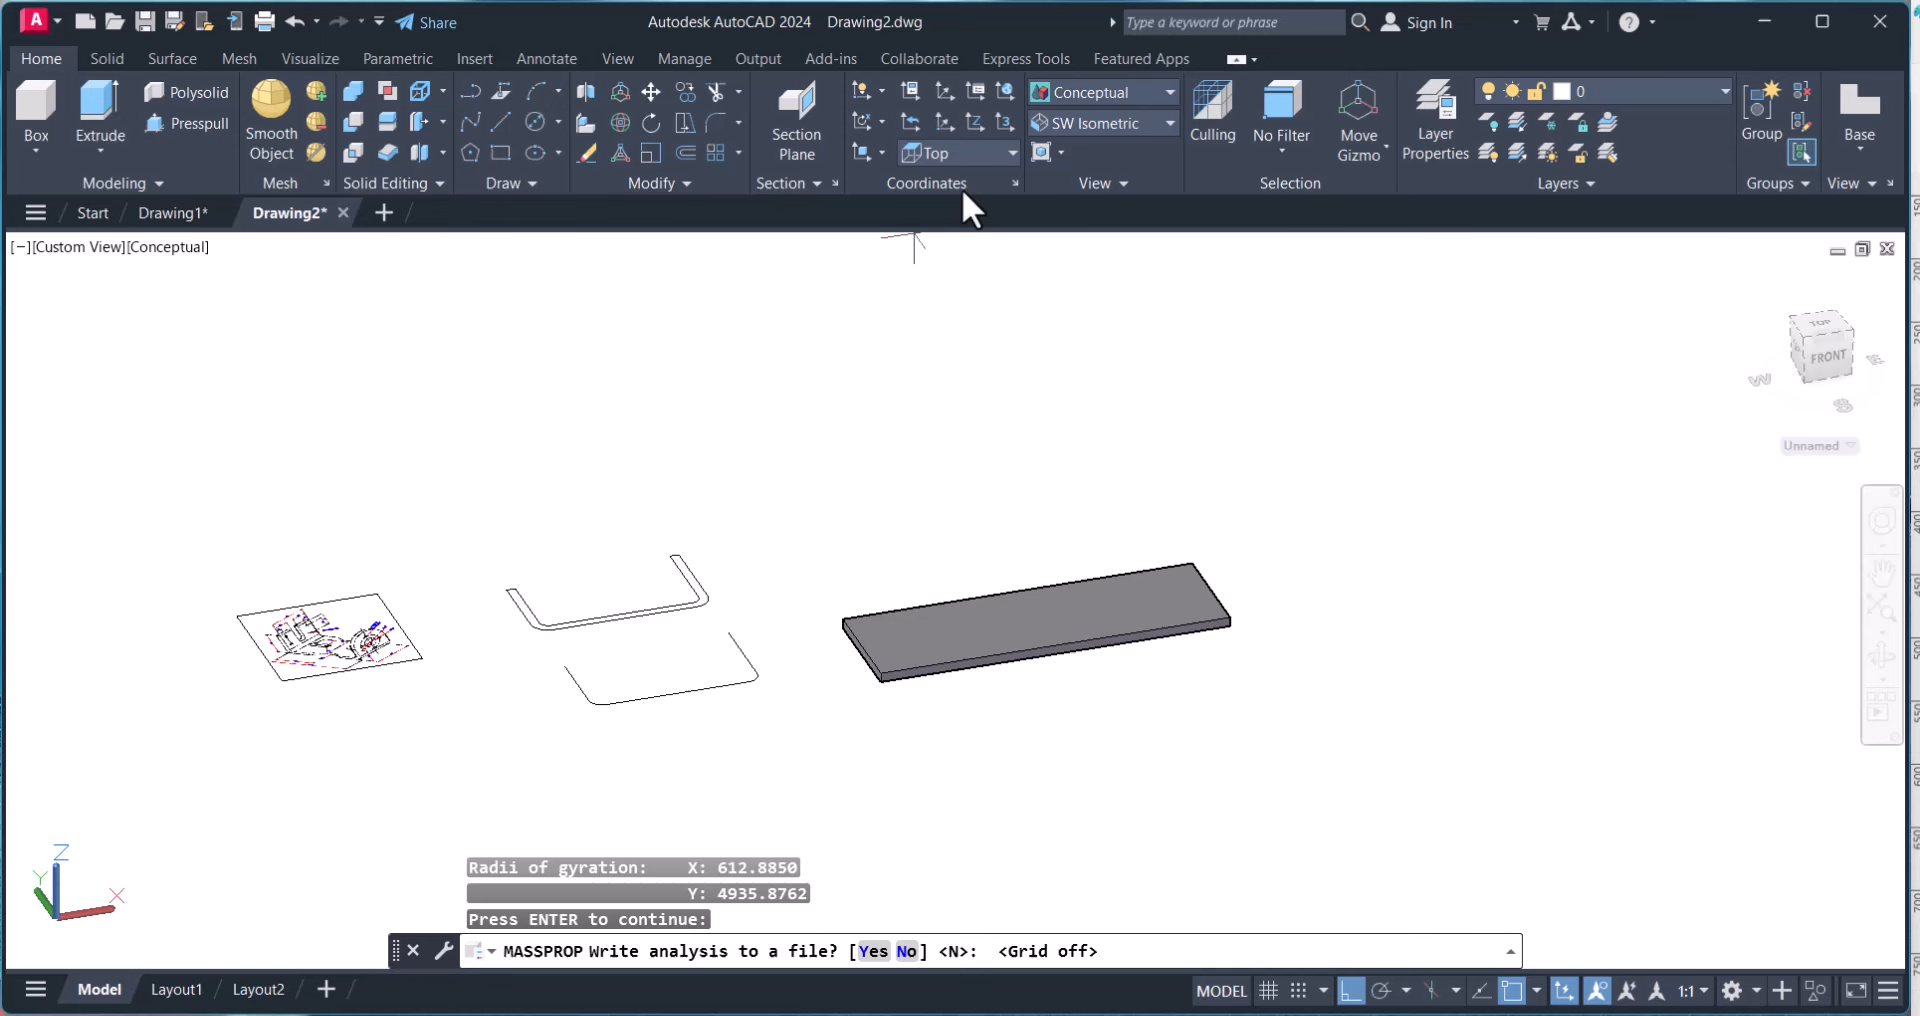 A Share Autodesk AutoCAD 2024 Drawing2.dwg Type a keyword or phrase Sign In
Home Solid Surface Mesh Visualize Parametric Insert Annotate View Manage Output Add-ins Collaborate Express Tools Featured Apps
Box Extrude Polysolid Presspull Smooth Object Section Plane Top Conceptual SW Isometric Culling No Filter Move Gizmo Layer Properties 0 Group Base
Modeling Mesh Solid Editing Draw Modify Section Coordinates View Selection Layers Groups View
Start Drawing1* Drawing2*
[−][Custom View][Conceptual]
TOP
FRONT
W E
S
Unnamed
Z
Y X
Radii of gyration: X: 612.8850
Y: 4935.8762
Press ENTER to continue:
MASSPROP Write analysis to a file? [Yes No] <N>: <Grid off>
Model Layout1 Layout2 MODEL 1:1